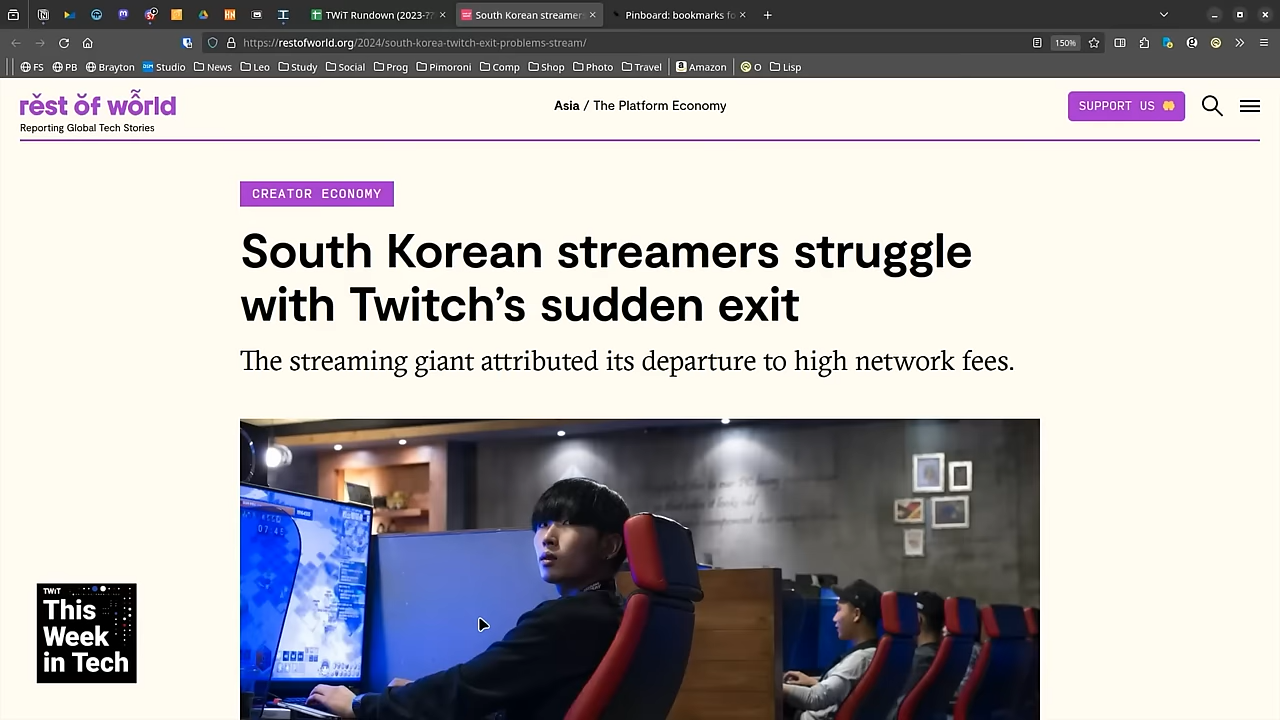 TWiT Rundown (2023-??
South Korean streamers
Pinboard: bookmarks fo
https://restofworld.org/2024/south-korea-twitch-exit-problems-stream/
150%
FS
PB
Brayton
Studio
News
Leo
Study
Social
Prog
Pimoroni
Comp
Shop
Photo
Travel
Amazon
O
Lisp
rest of world
Reporting Global Tech Stories
Asia / The Platform Economy
SUPPORT US
CREATOR ECONOMY
South Korean streamers struggle
with Twitch’s sudden exit
The streaming giant attributed its departure to high network fees.
TWiT
This
Week
in Tech